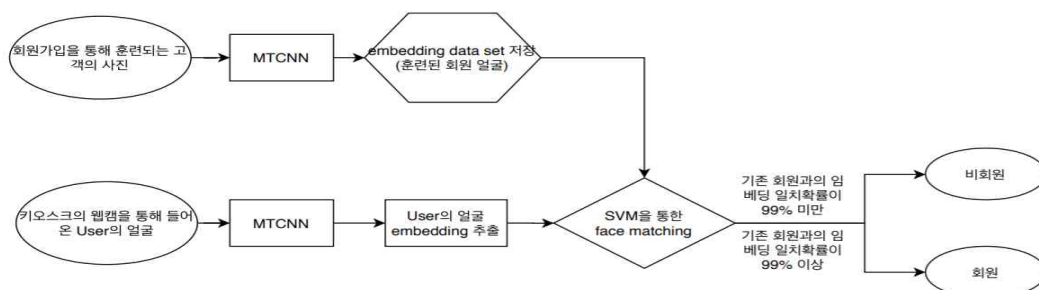 회원가입을 통해 훈련되는 고
객의 사진
MTCNN
embedding data set 저장
(훈련된 회원 얼굴)
키오스크의 웹캠을 통해 들어
온 User의 얼굴
MTCNN
User의 얼굴
embedding 추출
SVM을 통한
face matching
기존 회원과의 임
베딩 일치확률이
99% 미만
기존 회원과의 임
베딩 일치확률이
99% 이상
비회원
회원